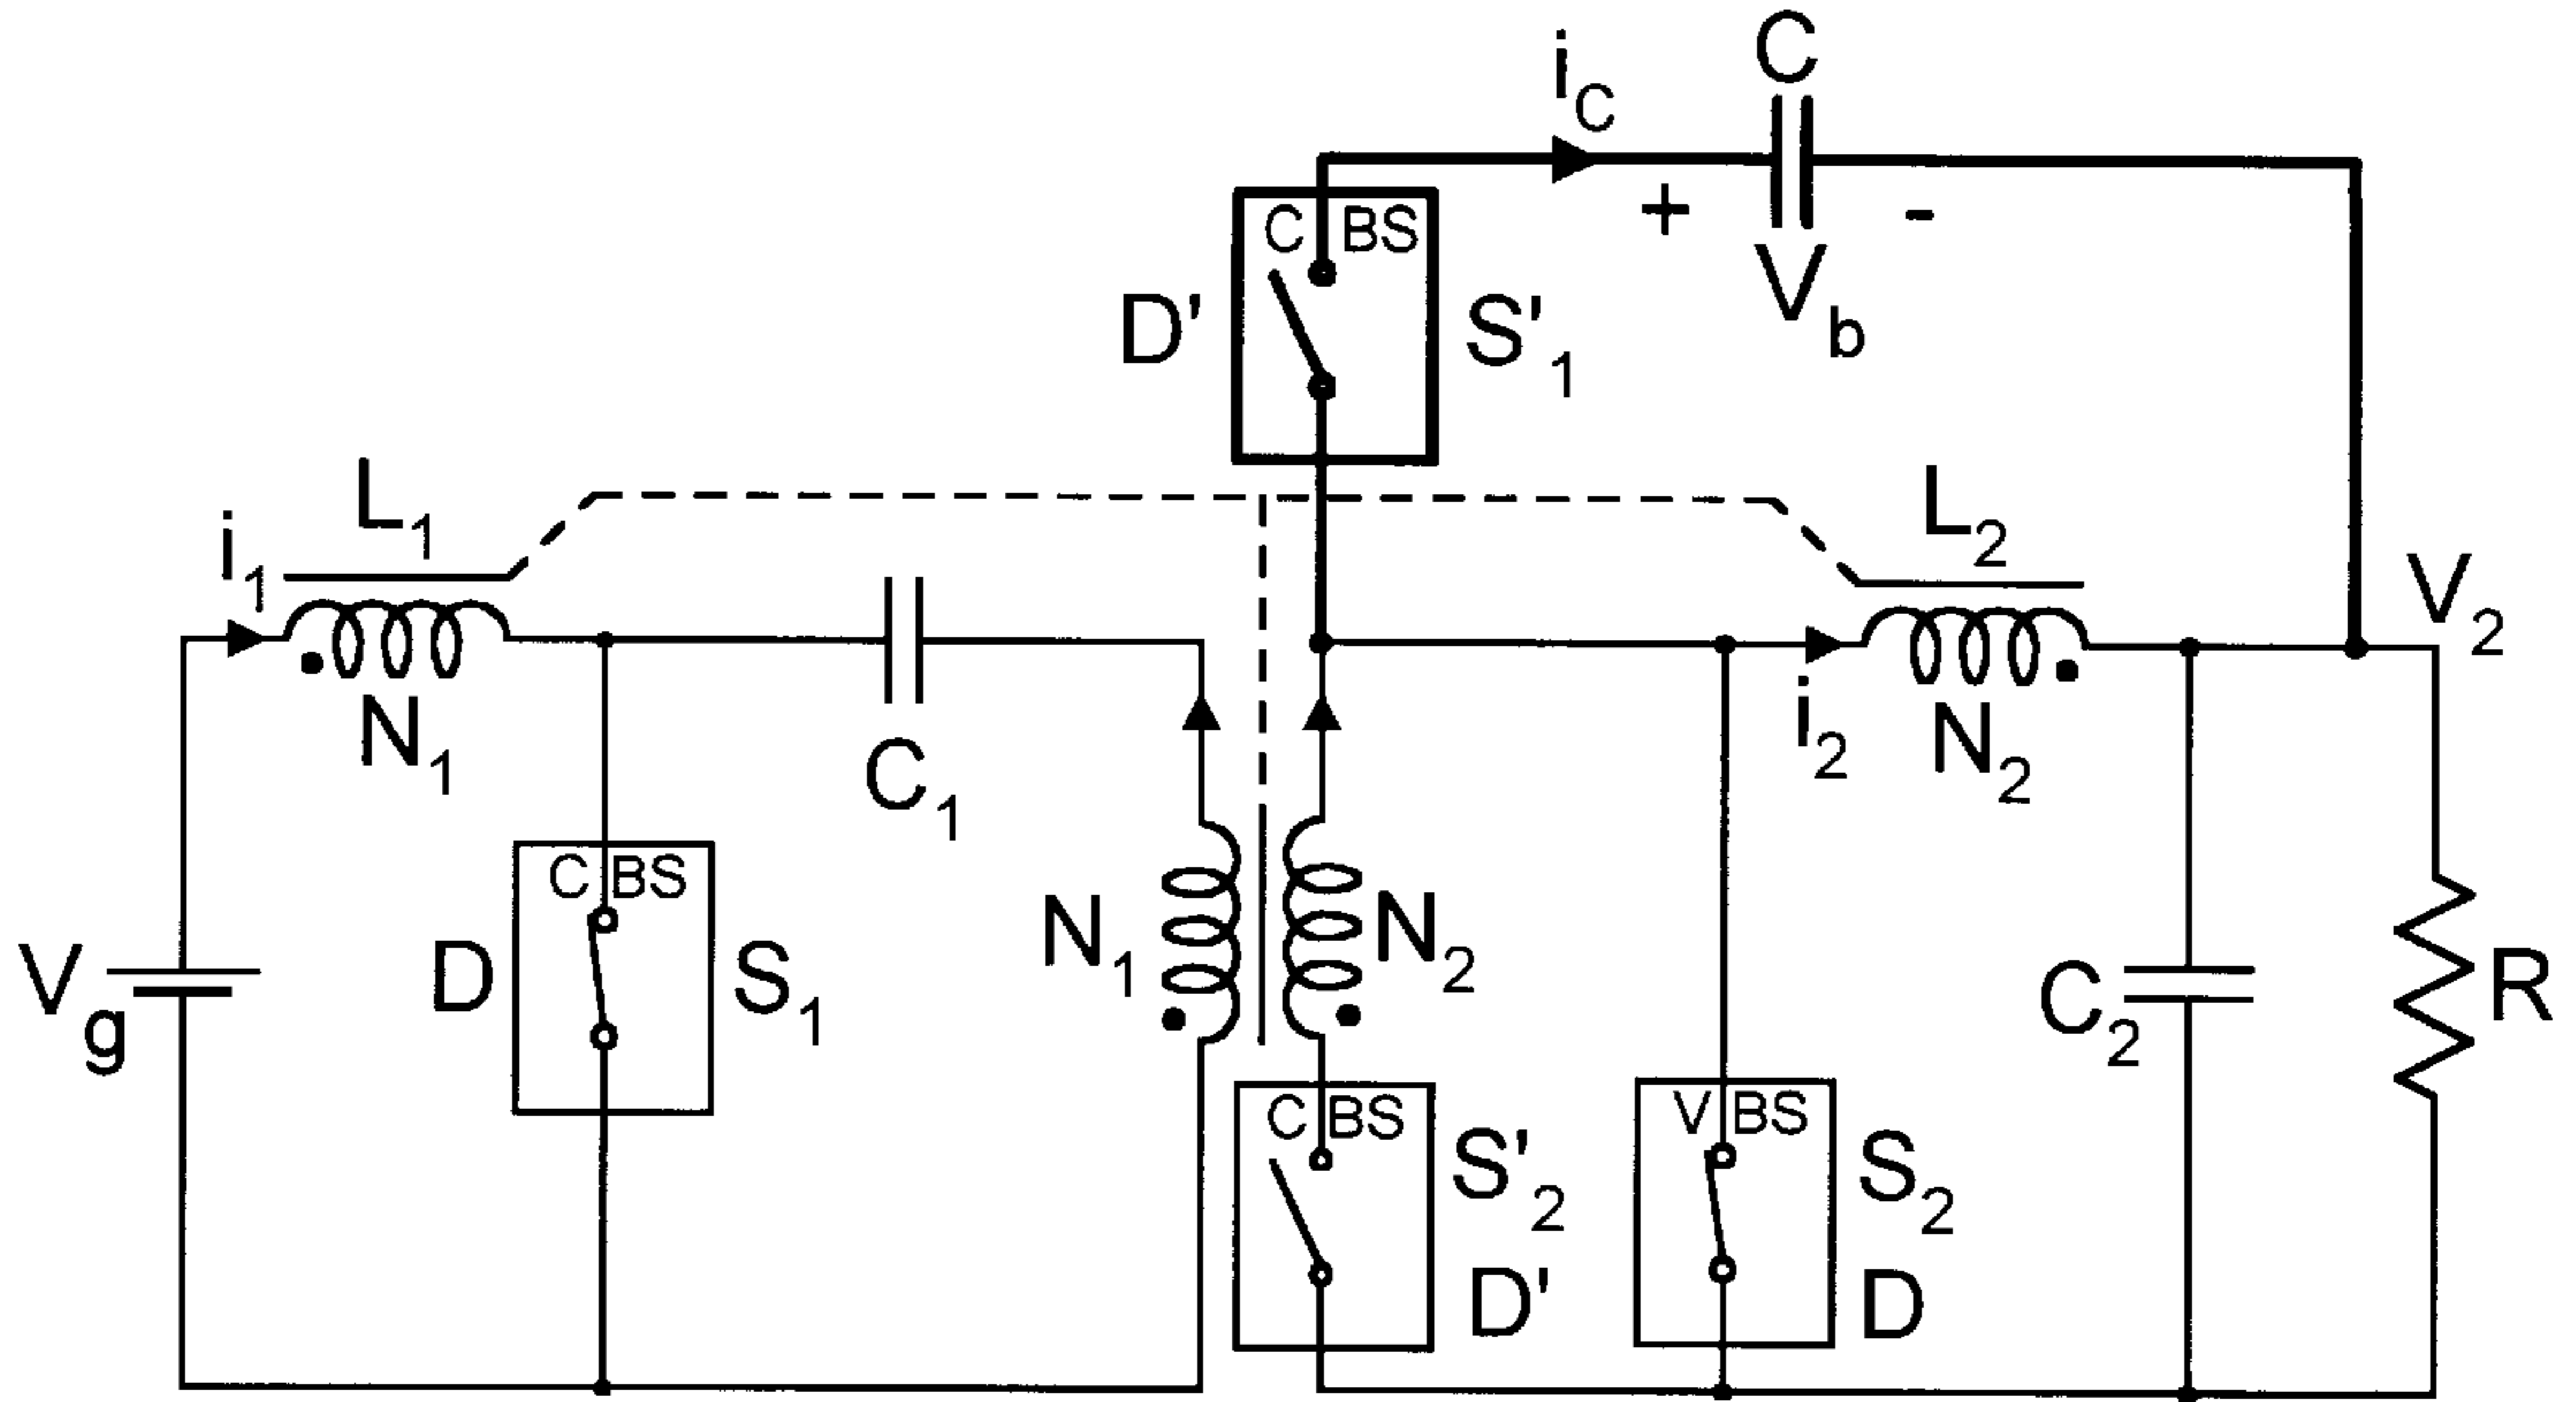 C
i_C
+ -
V_b
C BS
D' S'_1
L_1
i_1
N_1
C_1
L_2
i_2
N_2
V_2
V_g
C BS
D S_1
N_1 N_2
C BS
S'_2
D'
V BS
S_2
D
C_2
R